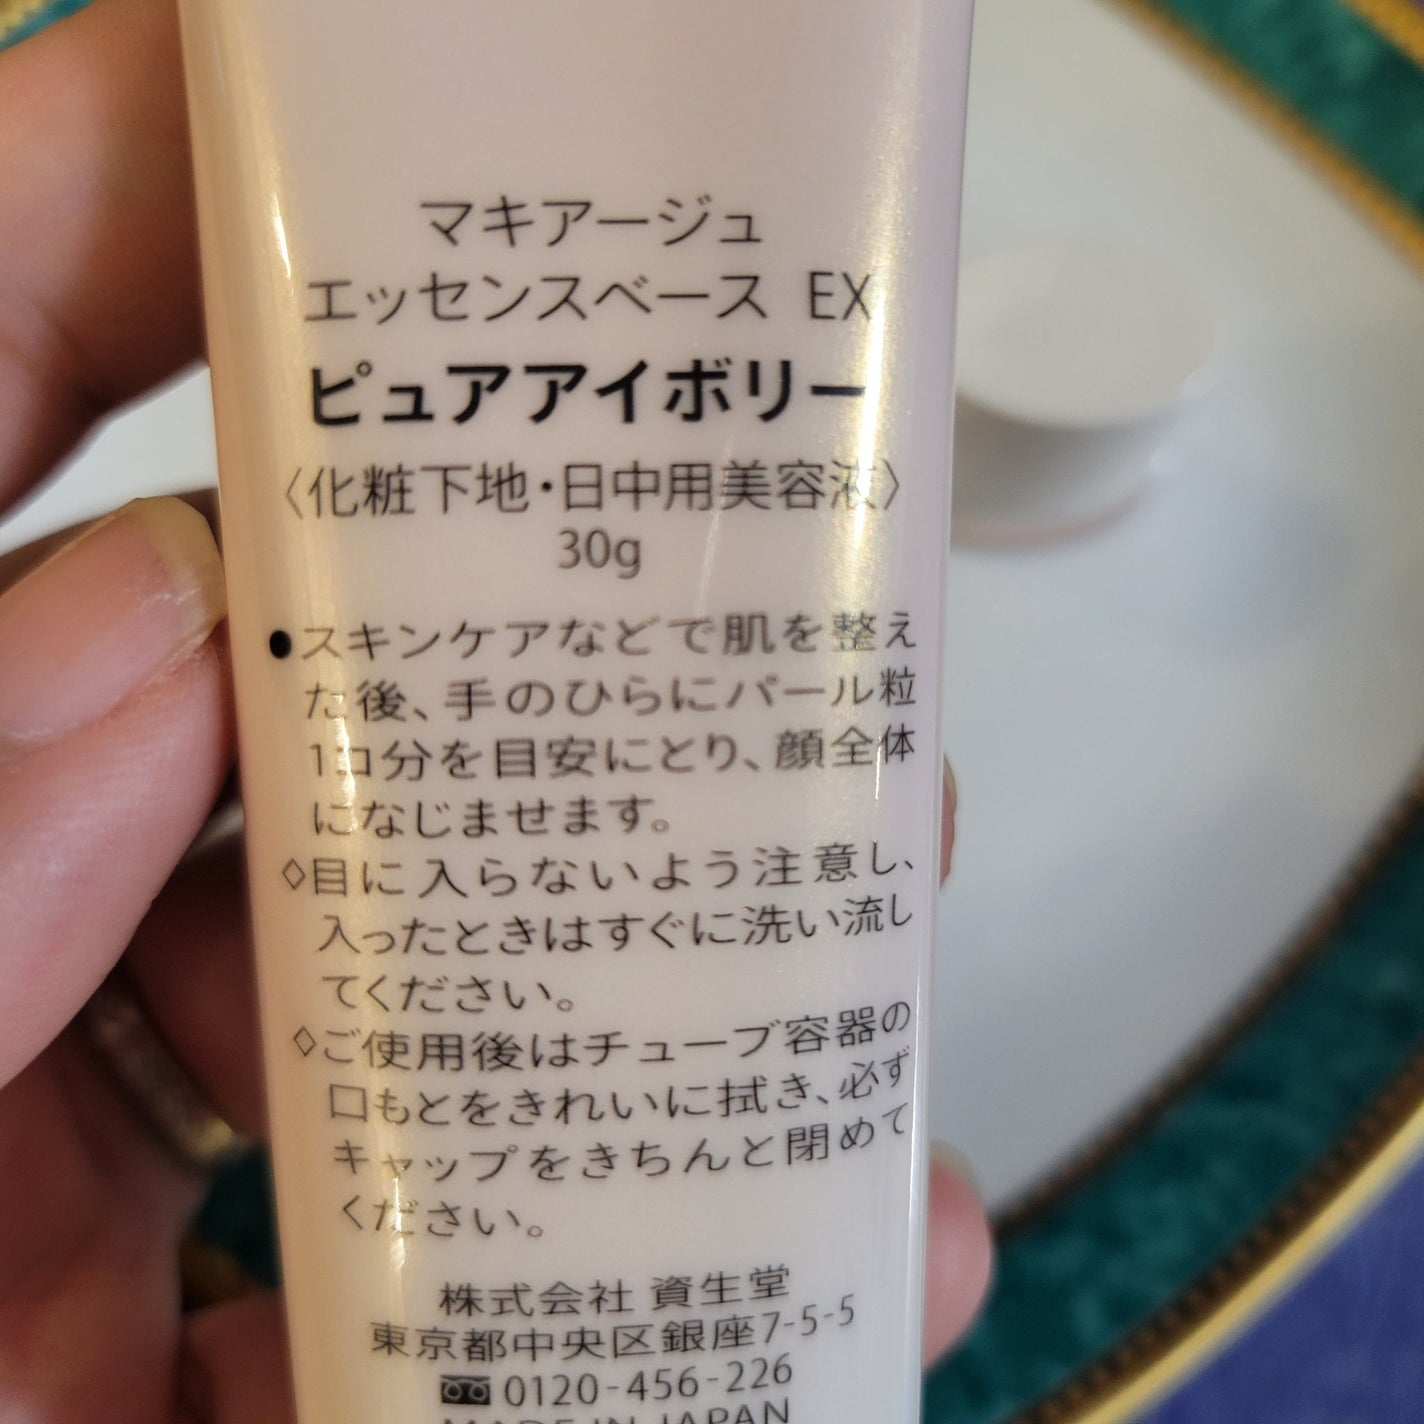 マキアージュ
エッセンスベース EX
ピュアアイボリー
〈化粧下地・日中用美容液〉
30g
●スキンケアなどで肌を整え
た後、手のひらにパール粒
1コ分を目安にとり、顔全体
になじませます。
◇目に入らないよう注意し、
入ったときはすぐに洗い流し
てください。
◇ご使用後はチューブ容器の
口もとをきれいに拭き、必ず
キャップをきちんと閉めて
ください。
株式会社 資生堂
東京都中央区銀座7-5-5
0120-456-226
MADE IN JAPAN